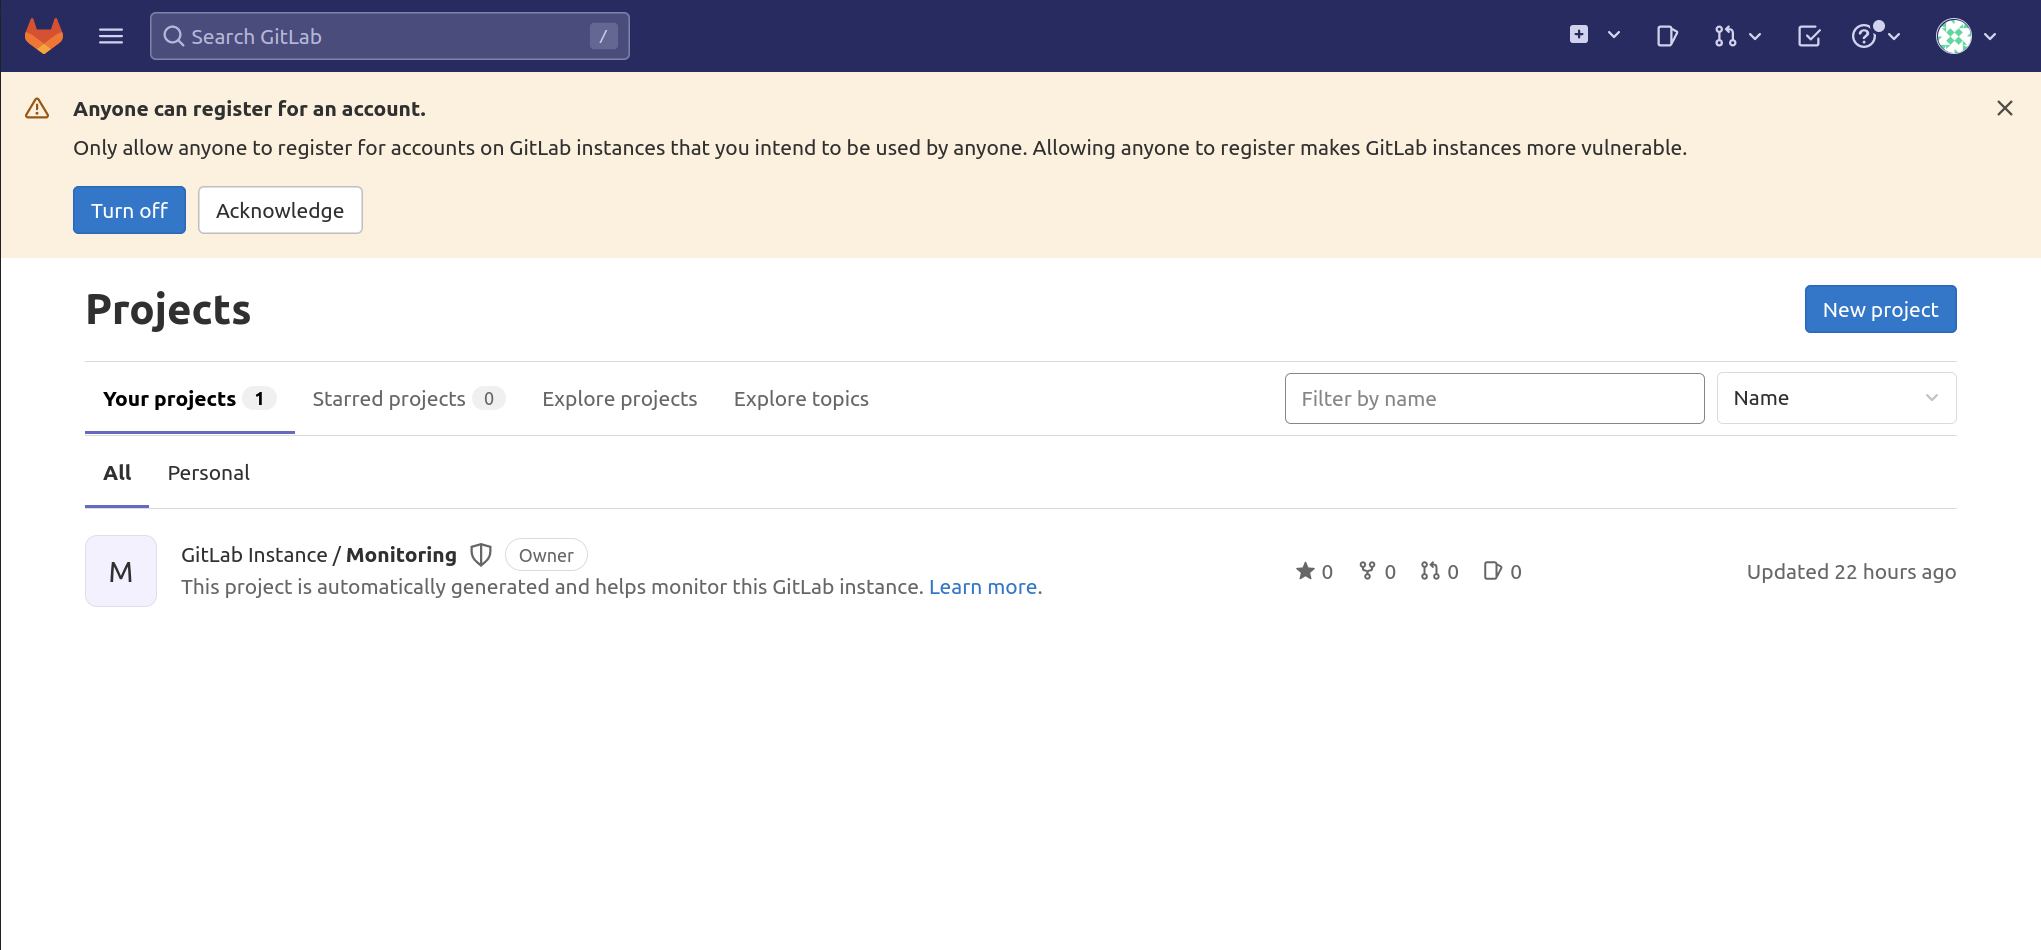 Search GitLab /
Anyone can register for an account.
Only allow anyone to register for accounts on GitLab instances that you intend to be used by anyone. Allowing anyone to register makes GitLab instances more vulnerable.
Turn off Acknowledge
Projects New project
Your projects 1 Starred projects 0 Explore projects Explore topics Filter by name Name
All Personal
M
GitLab Instance / Monitoring Owner
This project is automatically generated and helps monitor this GitLab instance. Learn more.
0 0 0 0 Updated 22 hours ago